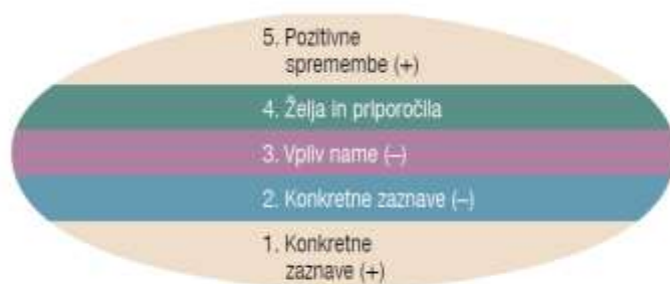 5. Pozitivne
spremembe (+)
4. Želja in priporočila
3. Vpliv name (–)
2. Konkretne zaznave (–)
1. Konkretne
zaznave (+)